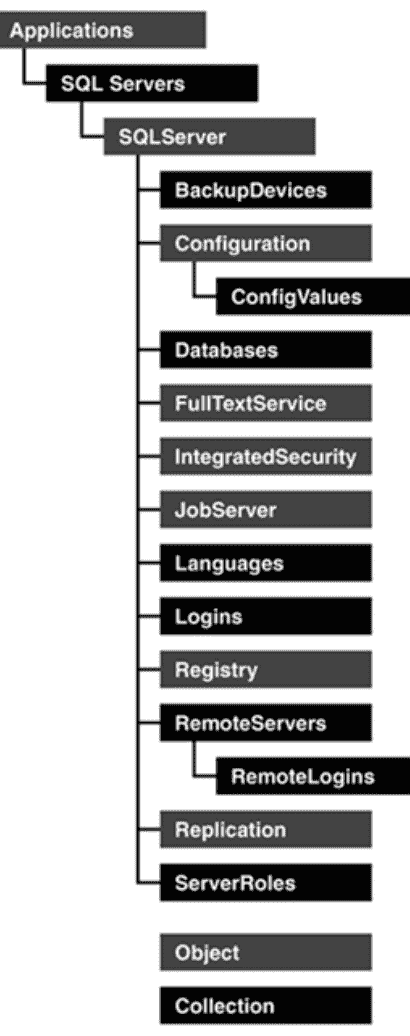 Applications
SQL Servers
SQLServer
BackupDevices
Configuration
ConfigValues
Databases
FullTextService
IntegratedSecurity
JobServer
Languages
Logins
Registry
RemoteServers
RemoteLogins
Replication
ServerRoles
Object
Collection